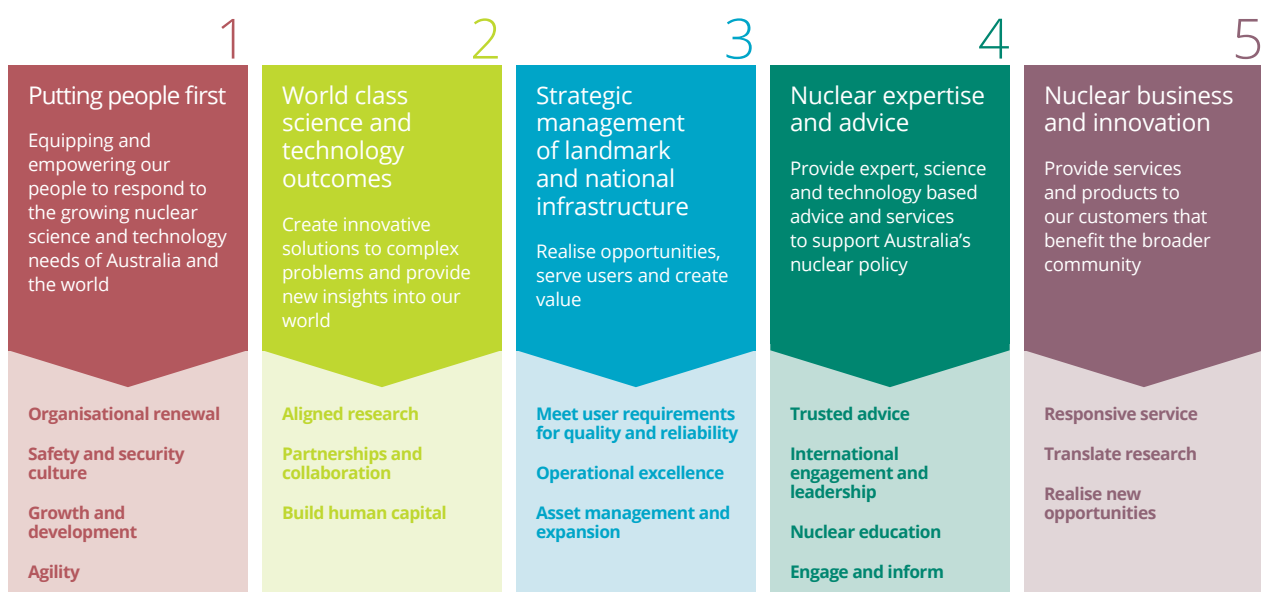 1
Putting people first
Equipping and
empowering our
people to respond to
the growing nuclear
science and technology
needs of Australia and
the world
Organisational renewal
Safety and security
culture
Growth and
development
Agility
2
World class
science and
technology
outcomes
Create innovative
solutions to complex
problems and provide
new insights into our
world
Aligned research
Partnerships and
collaboration
Build human capital
3
Strategic
management
of landmark
and national
infrastructure
Realise opportunities,
serve users and create
value
Meet user requirements
for quality and reliability
Operational excellence
Asset management and
expansion
4
Nuclear expertise
and advice
Provide expert, science
and technology based
advice and services
to support Australia’s
nuclear policy
Trusted advice
International
engagement and
leadership
Nuclear education
Engage and inform
5
Nuclear business
and innovation
Provide services
and products to
our customers that
benefit the broader
community
Responsive service
Translate research
Realise new
opportunities